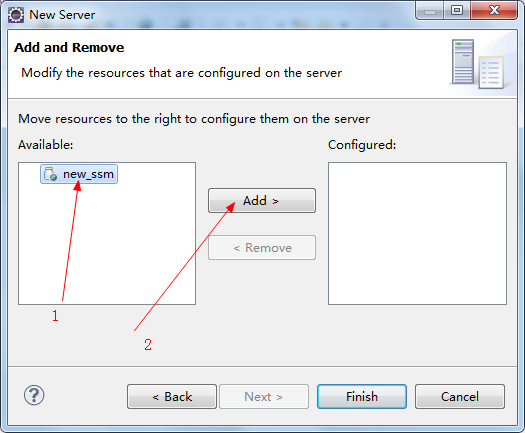 New Server
Add and Remove
Modify the resources that are configured on the server
Move resources to the right to configure them on the server
Available:
Configured:
new_ssm
Add >
< Remove
1
2
?
< Back
Next >
Finish
Cancel